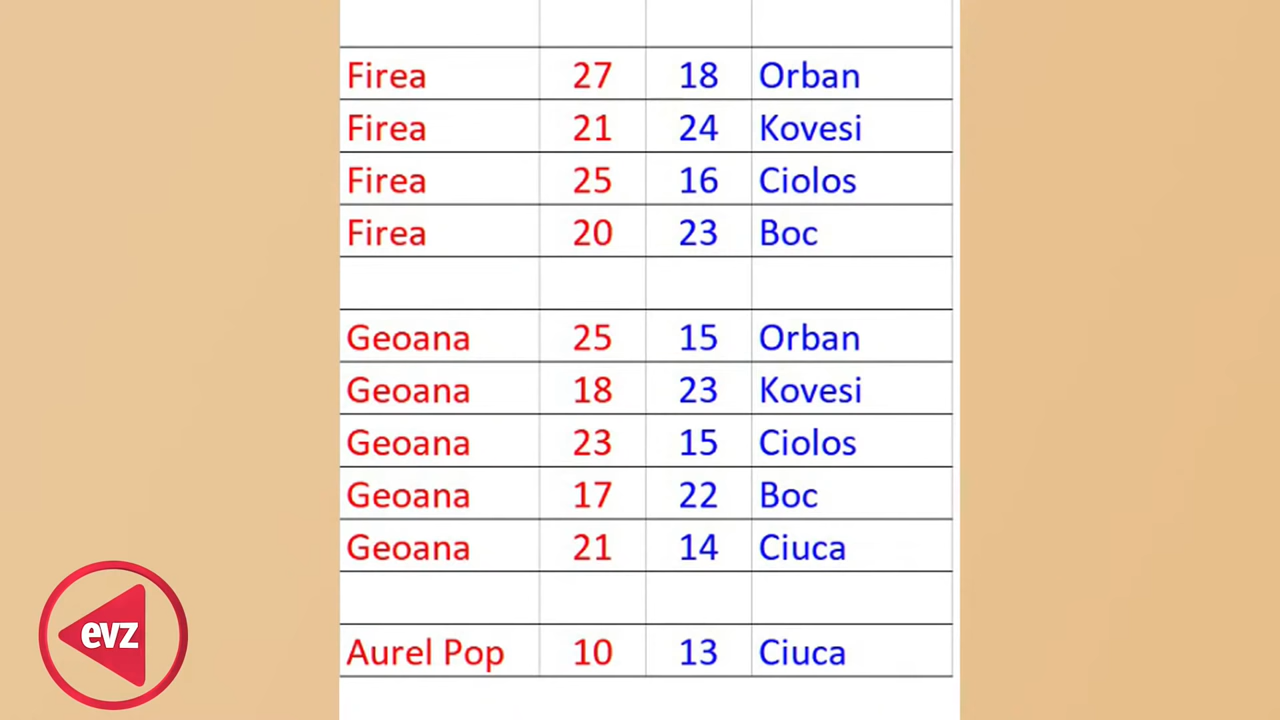 Firea 27 18 Orban
Firea 21 24 Kovesi
Firea 25 16 Ciolos
Firea 20 23 Boc
Geoana 25 15 Orban
Geoana 18 23 Kovesi
Geoana 23 15 Ciolos
Geoana 17 22 Boc
Geoana 21 14 Ciuca
evz
Aurel Pop 10 13 Ciuca